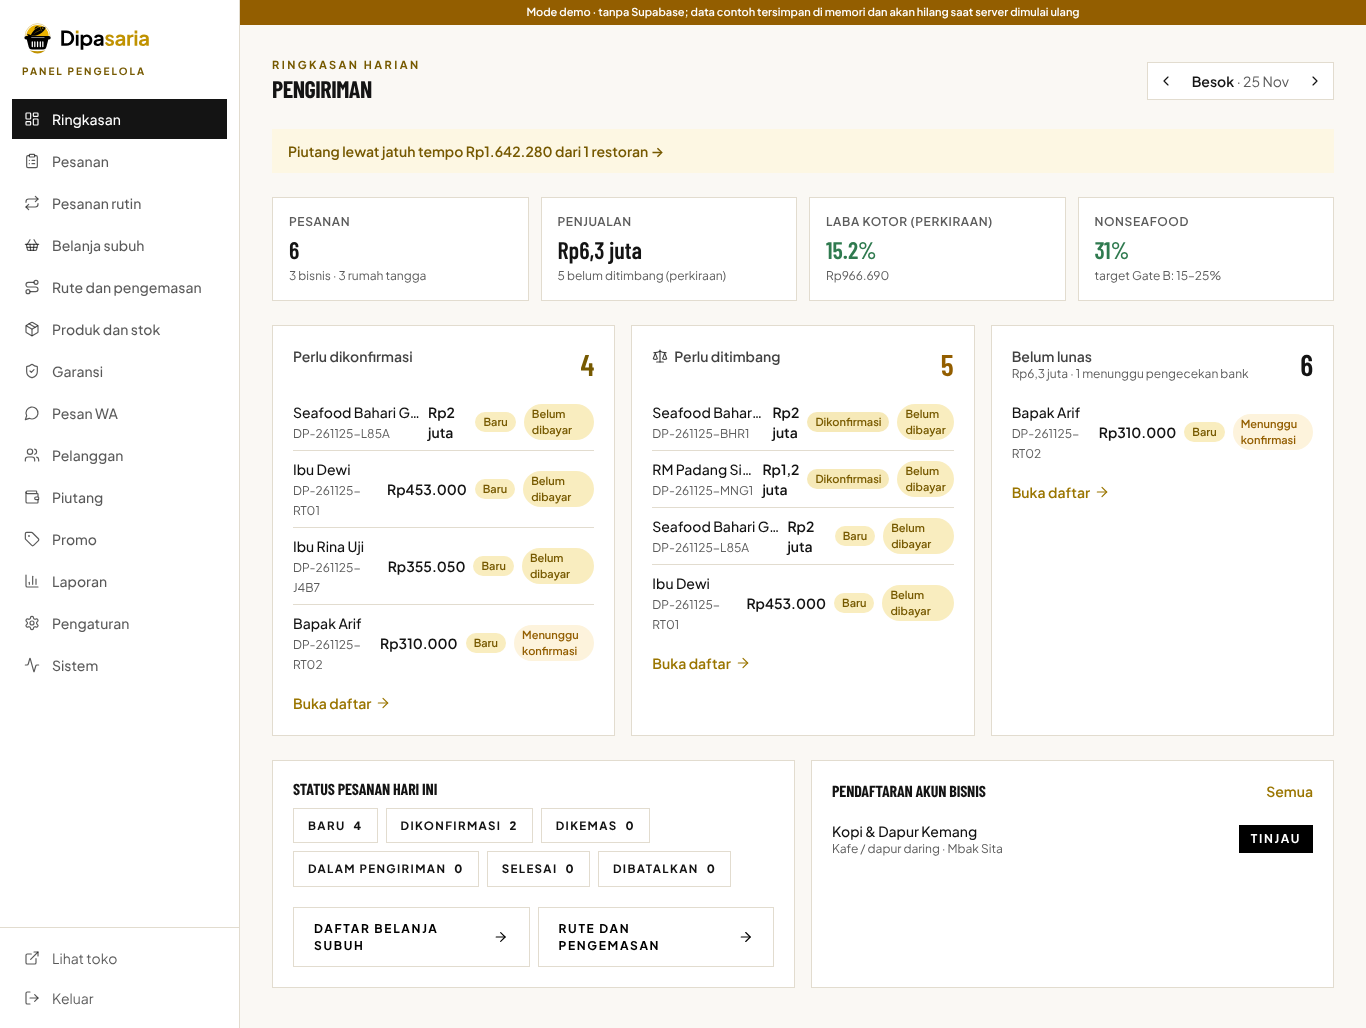 Mode demo · tanpa Supabase; data contoh tersimpan di memori dan akan hilang saat server dimulai ulang
Dipasaria
PANEL PENGELOLA
Ringkasan
Pesanan
Pesanan rutin
Belanja subuh
Rute dan pengemasan
Produk dan stok
Garansi
Pesan WA
Pelanggan
Piutang
Promo
Laporan
Pengaturan
Sistem
Lihat toko
Keluar
RINGKASAN HARIAN
PENGIRIMAN
Besok · 25 Nov
Piutang lewat jatuh tempo Rp1.642.280 dari 1 restoran →
PESANAN
6
3 bisnis · 3 rumah tangga
PENJUALAN
Rp6,3 juta
5 belum ditimbang (perkiraan)
LABA KOTOR (PERKIRAAN)
15.2%
Rp966.690
NONSEAFOOD
31%
target Gate B: 15–25%
Perlu dikonfirmasi
4
Seafood Bahari G...
DP-261125-L85A
Rp2
juta
Baru
Belum
dibayar
Ibu Dewi
DP-261125-
RT01
Rp453.000
Baru
Belum
dibayar
Ibu Rina Uji
DP-261125-
J4B7
Rp355.050
Baru
Belum
dibayar
Bapak Arif
DP-261125-
RT02
Rp310.000
Baru
Menunggu
konfirmasi
Buka daftar →
Perlu ditimbang
5
Seafood Bahar...
DP-261125-BHR1
Rp2
juta
Dikonfirmasi
Belum
dibayar
RM Padang Si...
DP-261125-MNG1
Rp1,2
juta
Dikonfirmasi
Belum
dibayar
Seafood Bahari G...
DP-261125-L85A
Rp2
juta
Baru
Belum
dibayar
Ibu Dewi
DP-261125-
RT01
Rp453.000
Baru
Belum
dibayar
Buka daftar →
Belum lunas
Rp6,3 juta · 1 menunggu pengecekan bank
6
Bapak Arif
DP-261125-
RT02
Rp310.000
Baru
Menunggu
konfirmasi
Buka daftar →
STATUS PESANAN HARI INI
BARU 4
DIKONFIRMASI 2
DIKEMAS 0
DALAM PENGIRIMAN 0
SELESAI 0
DIBATALKAN 0
DAFTAR BELANJA
SUBUH →
RUTE DAN
PENGEMASAN →
PENDAFTARAN AKUN BISNIS
Semua
Kopi & Dapur Kemang
Kafe / dapur daring · Mbak Sita
TINJAU